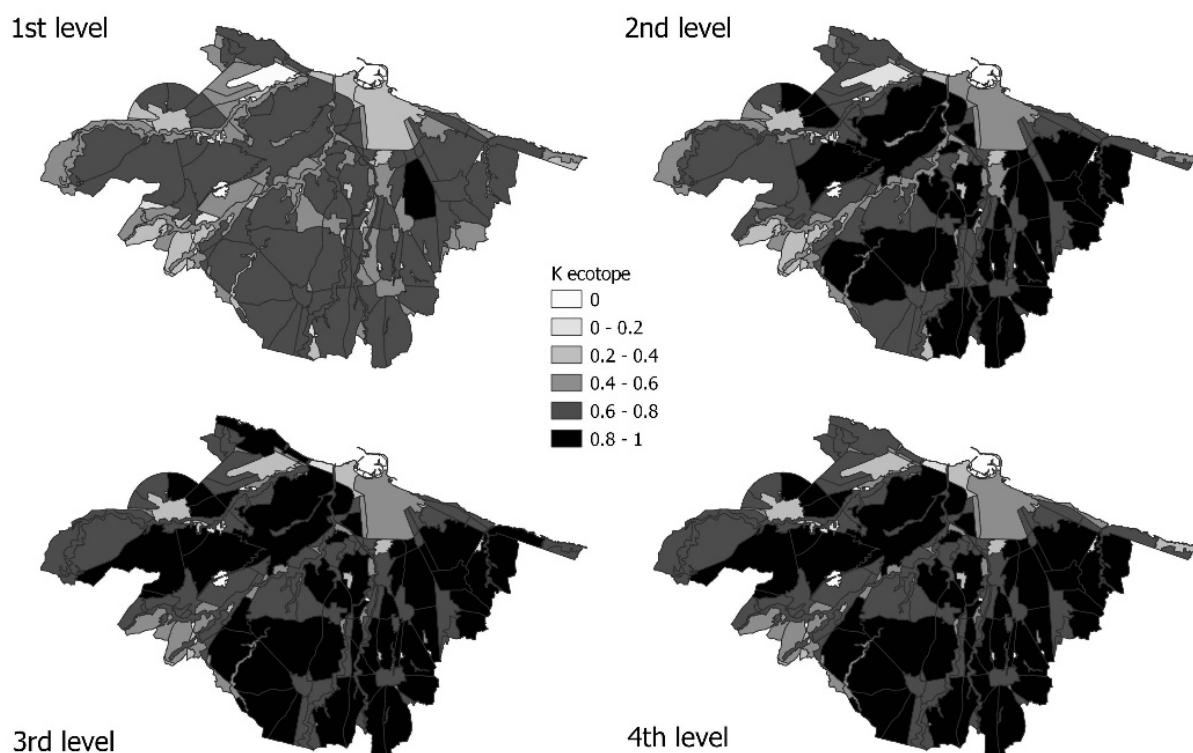 1st level
2nd level
K ecotope
0
0 - 0.2
0.2 - 0.4
0.4 - 0.6
0.6 - 0.8
0.8 - 1
3rd level
4th level